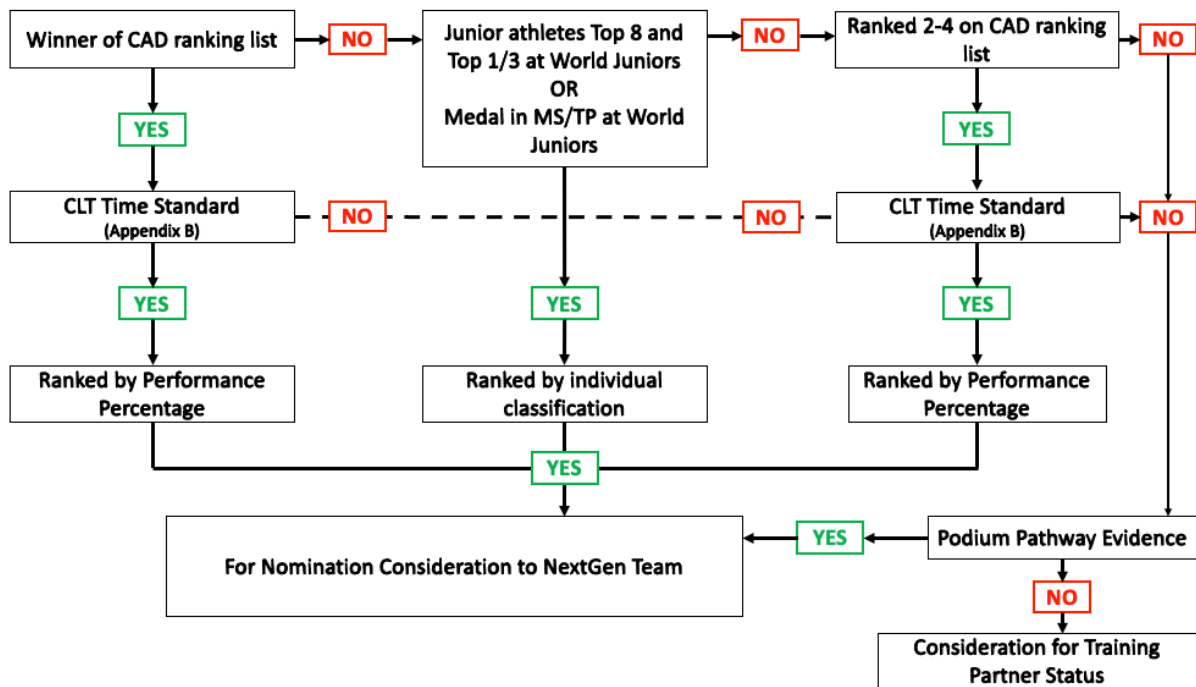 Winner of CAD ranking list
NO
Junior athletes Top 8 and
Top 1/3 at World Juniors
OR
Medal in MS/TP at World
Juniors
NO
Ranked 2-4 on CAD ranking
list
NO
YES
YES
CLT Time Standard
(Appendix B)
NO
NO
CLT Time Standard
(Appendix B)
NO
YES
YES
YES
Ranked by Performance
Percentage
Ranked by individual
classification
Ranked by Performance
Percentage
YES
For Nomination Consideration to NextGen Team
YES
Podium Pathway Evidence
NO
Consideration for Training
Partner Status